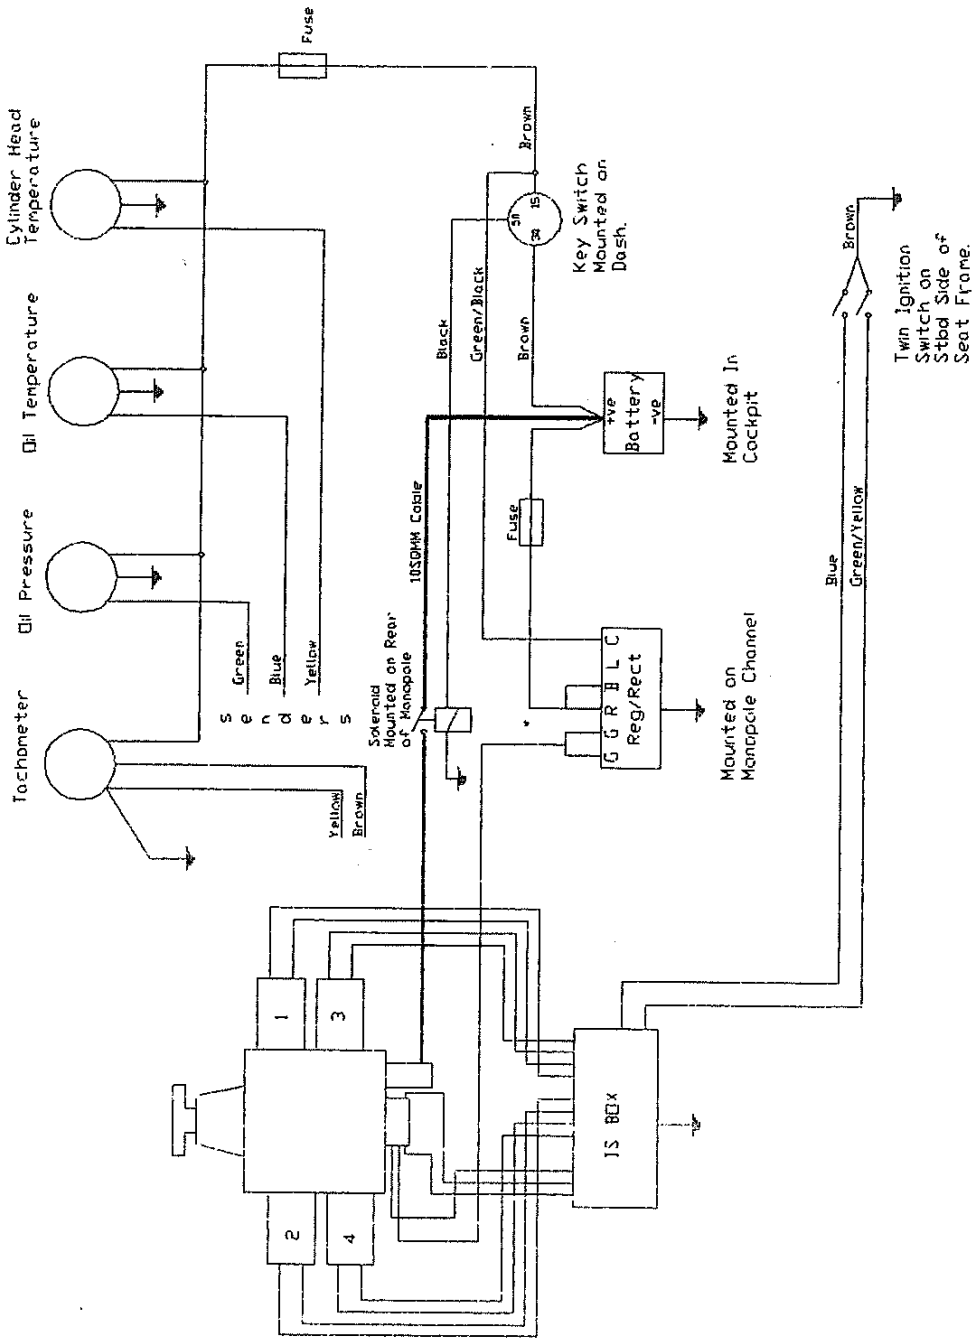 Tachometer
Oil Pressure
Oil Temperature
Cylinder Head
Temperature
Fuse
Yellow
Brown
Green
Blue
Yellow
Senders
Solenoid
Mounted on Rear
of Monopole
10SQMM Cable
Black
Green/Black
Brown
Brown
50
15
30
Key Switch
Mounted on
Dash.
Fuse
+ve
Battery
-ve
Mounted In
Cockpit
G G R B L C
Reg/Rect
Mounted on
Monopole Channel
1
3
2
4
IS BOX
Blue
Green/Yellow
Brown
Twin Ignition
Switch on
Stbd Side of
Seat Frame.